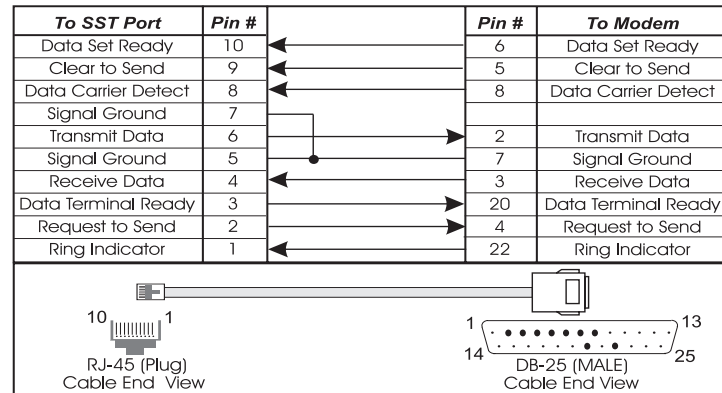 To SST Port Pin # Pin # To Modem
Data Set Ready 10 6 Data Set Ready
Clear to Send 9 5 Clear to Send
Data Carrier Detect 8 8 Data Carrier Detect
Signal Ground 7
Transmit Data 6 2 Transmit Data
Signal Ground 5 7 Signal Ground
Receive Data 4 3 Receive Data
Data Terminal Ready 3 20 Data Terminal Ready
Request to Send 2 4 Request to Send
Ring Indicator 1 22 Ring Indicator
10 1
RJ-45 (Plug)
Cable End View
1 13
14 25
DB-25 (MALE)
Cable End View